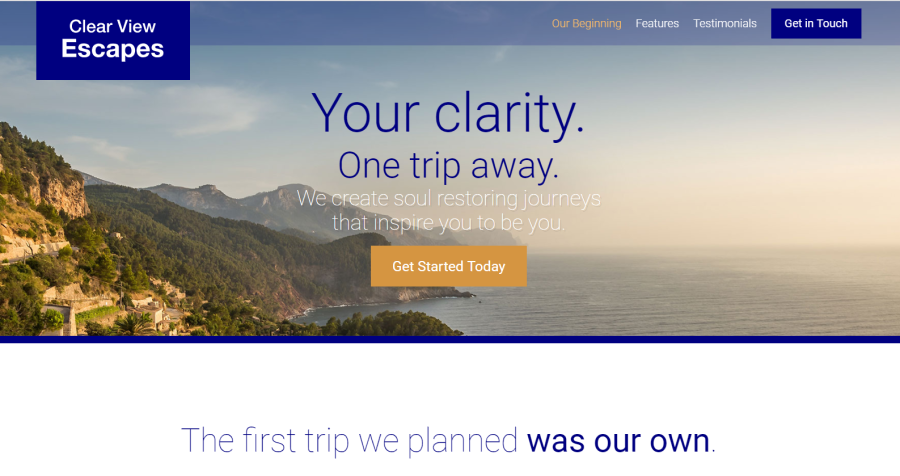 Clear View
Escapes
Our Beginning
Features
Testimonials
Get in Touch
Your clarity.
One trip away.
We create soul restoring journeys
that inspire you to be you.
Get Started Today
The first trip we planned was our own.